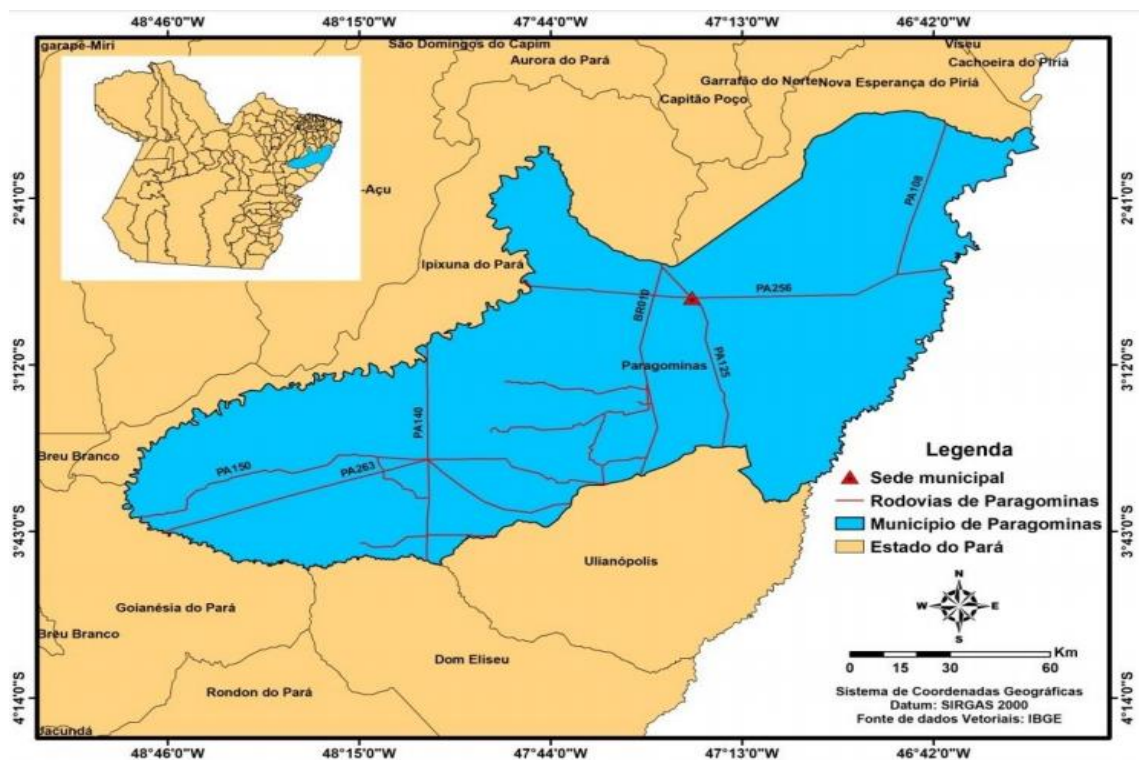 48°46'0"W
48°15'0"W
47°44'0"W
47°13'0"W
46°42'0"W
garapé-Miri
São Domingos do Capim
Aurora do Pará
Viseu
Cachoeira do Piriá
Garrafão do Norte
Nova Esperança do Piriá
Capitão Poço
-Açu
2°41'0"S
2°41'0"S
PA108
Ipixuna do Pará
PA256
BR010
Paragominas
PA125
3°12'0"S
3°12'0"S
PA140
Breu Branco
PA150
PA263
Legenda
Sede municipal
Rodovias de Paragominas
Município de Paragominas
Estado do Pará
3°43'0"S
3°43'0"S
Ulianópolis
N
W
E
S
Goianésia do Pará
Breu Branco
Dom Eliseu
Rondon do Pará
Km
0 15 30 60
Sistema de Coordenadas Geográficas
Datum: SIRGAS 2000
Fonte de dados Vetoriais: IBGE
4°14'0"S
4°14'0"S
Jacundá
48°46'0"W
48°15'0"W
47°44'0"W
47°13'0"W
46°42'0"W